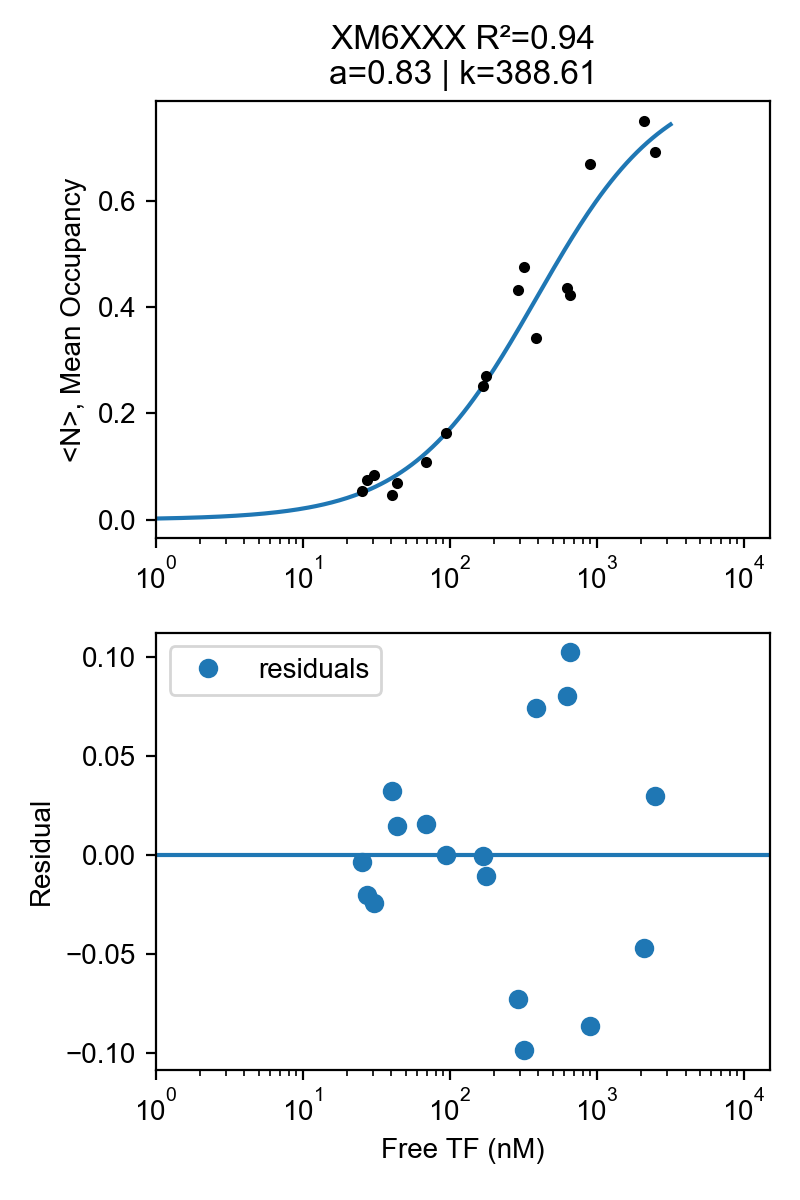 XM6XXX R²=0.94
a=0.83 | k=388.61
<N>, Mean Occupancy
0.6
0.4
0.2
0.0
10⁰ 10¹ 10² 10³ 10⁴
Residual
0.10
0.05
0.00
−0.05
−0.10
residuals
10⁰ 10¹ 10² 10³ 10⁴
Free TF (nM)